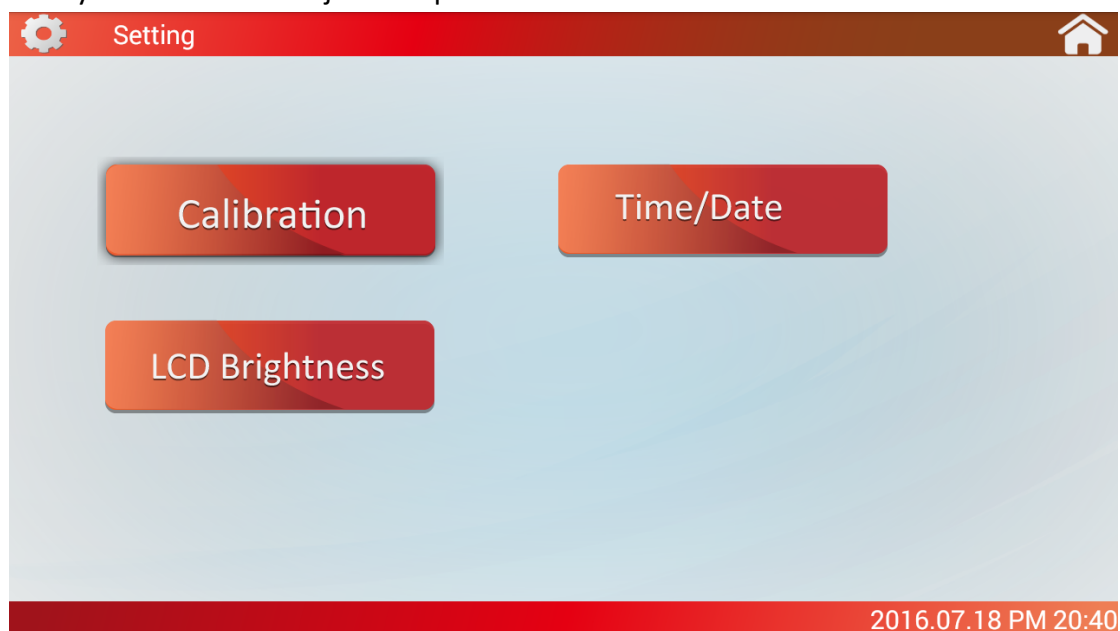 Setting
Calibration
Time/Date
LCD Brightness
2016.07.18 PM 20:40